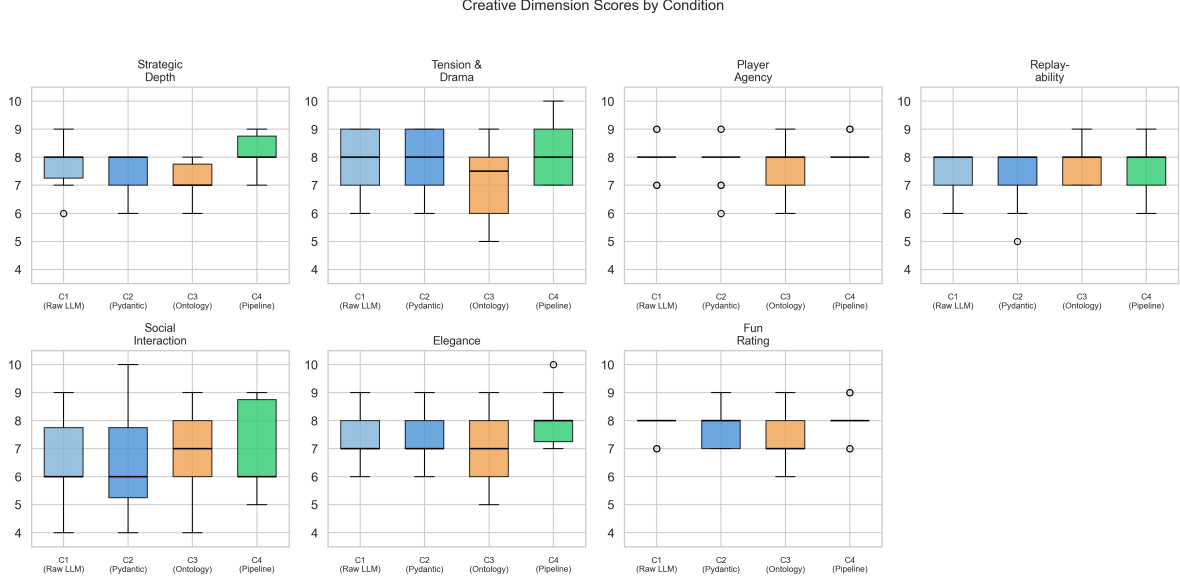 Creative Dimension Scores by Condition
Strategic
Depth
10
9
8
7
6
5
4
C1
(Raw LLM)
C2
(Pydantic)
C3
(Ontology)
C4
(Pipeline)
Tension &
Drama
10
9
8
7
6
5
4
C1
(Raw LLM)
C2
(Pydantic)
C3
(Ontology)
C4
(Pipeline)
Player
Agency
10
9
8
7
6
5
4
C1
(Raw LLM)
C2
(Pydantic)
C3
(Ontology)
C4
(Pipeline)
Replay-
ability
10
9
8
7
6
5
4
C1
(Raw LLM)
C2
(Pydantic)
C3
(Ontology)
C4
(Pipeline)
Social
Interaction
10
9
8
7
6
5
4
C1
(Raw LLM)
C2
(Pydantic)
C3
(Ontology)
C4
(Pipeline)
Elegance
10
9
8
7
6
5
4
C1
(Raw LLM)
C2
(Pydantic)
C3
(Ontology)
C4
(Pipeline)
Fun
Rating
10
9
8
7
6
5
4
C1
(Raw LLM)
C2
(Pydantic)
C3
(Ontology)
C4
(Pipeline)